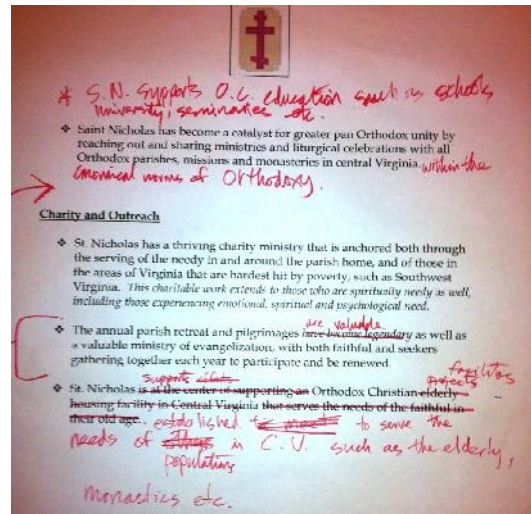 * S.N. supports O.C. education such as schools
university, seminaries etc.
❖ Saint Nicholas has become a catalyst for greater pan Orthodox unity by
reaching out and sharing ministries and liturgical celebrations with all
Orthodox parishes, missions and monasteries in central Virginia. within the
canonical norms of Orthodoxy.
Charity and Outreach
❖ St. Nicholas has a thriving charity ministry that is anchored both through
the serving of the needy in and around the parish home, and of those in
the areas of Virginia that are hardest hit by poverty, such as Southwest
Virginia. This charitable work extends to those who are spiritually needy as well,
including those experiencing emotional, spiritual and psychological need.
are valuable
❖ The annual parish retreat and pilgrimages have become legendary as well as
a valuable ministry of evangelization, with both faithful and seekers
gathering together each year to participate and be renewed.
facilities
supports projects
❖ St. Nicholas is at the center of supporting an Orthodox Christian elderly
housing facility in Central Virginia that serves the needs of the faithful in
their old age. established to to serve the
needs of in C.V. such as the elderly,
populations
monastics etc.